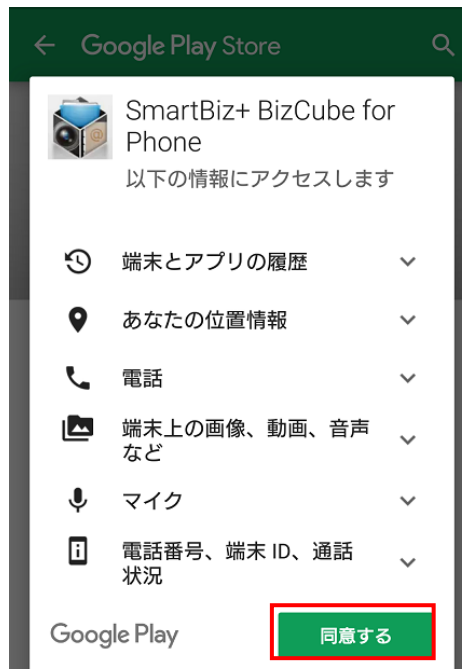 Google Play Store
SmartBiz+ BizCube for
Phone
以下の情報にアクセスします
端末とアプリの履歴
あなたの位置情報
電話
端末上の画像、動画、音声
など
マイク
電話番号、端末 ID、通話
状況
Google Play
同意する